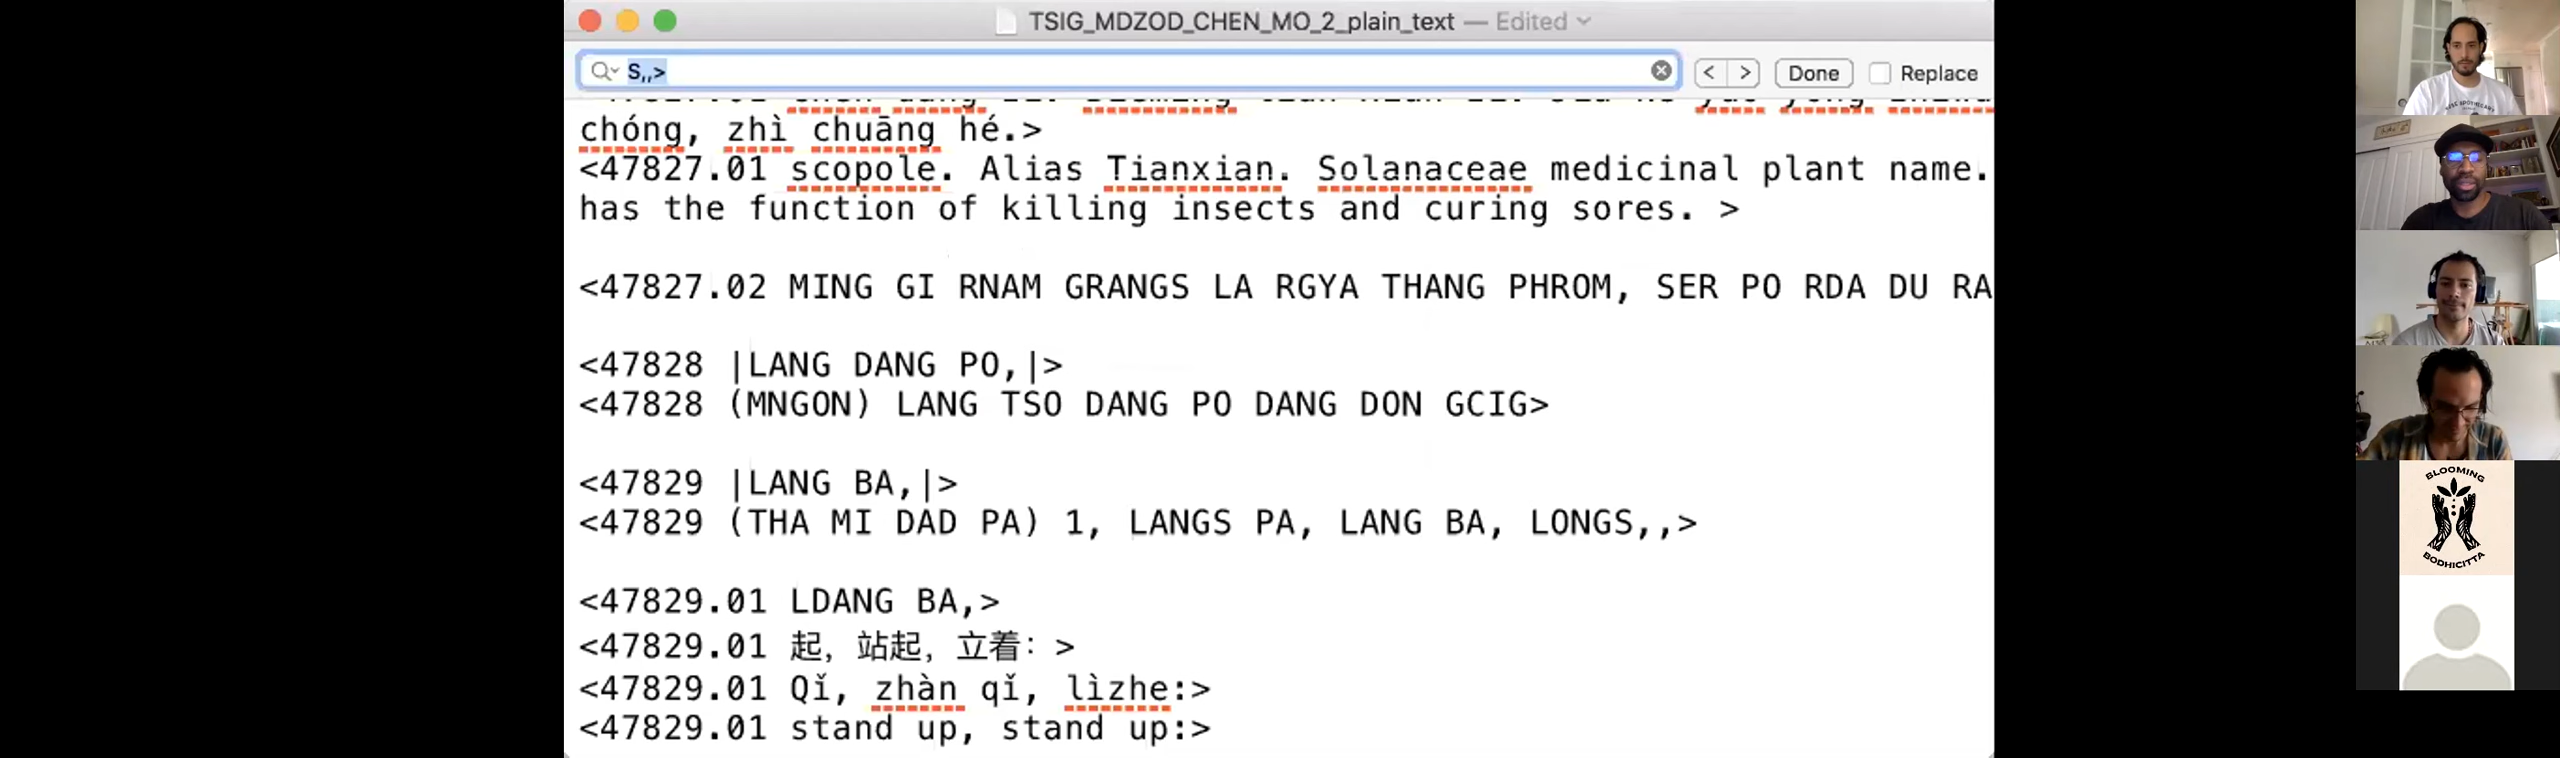 TSIG_MDZOD_CHEN_MO_2_plain_text — Edited
S,,>
< > Done Replace
chóng, zhì chuāng hé.>
<47827.01 scopole. Alias Tianxian. Solanaceae medicinal plant name.
has the function of killing insects and curing sores. >
<47827.02 MING GI RNAM GRANGS LA RGYA THANG PHROM, SER PO RDA DU RA
<47828 |LANG DANG PO,|>
<47828 (MNGON) LANG TSO DANG PO DANG DON GCIG>
<47829 |LANG BA,|>
<47829 (THA MI DAD PA) 1, LANGS PA, LANG BA, LONGS,,>
<47829.01 LDANG BA,>
<47829.01 起，站起，立着：>
<47829.01 Qǐ, zhàn qǐ, lìzhe:>
<47829.01 stand up, stand up:>
BLOOMING
BODHICITTA